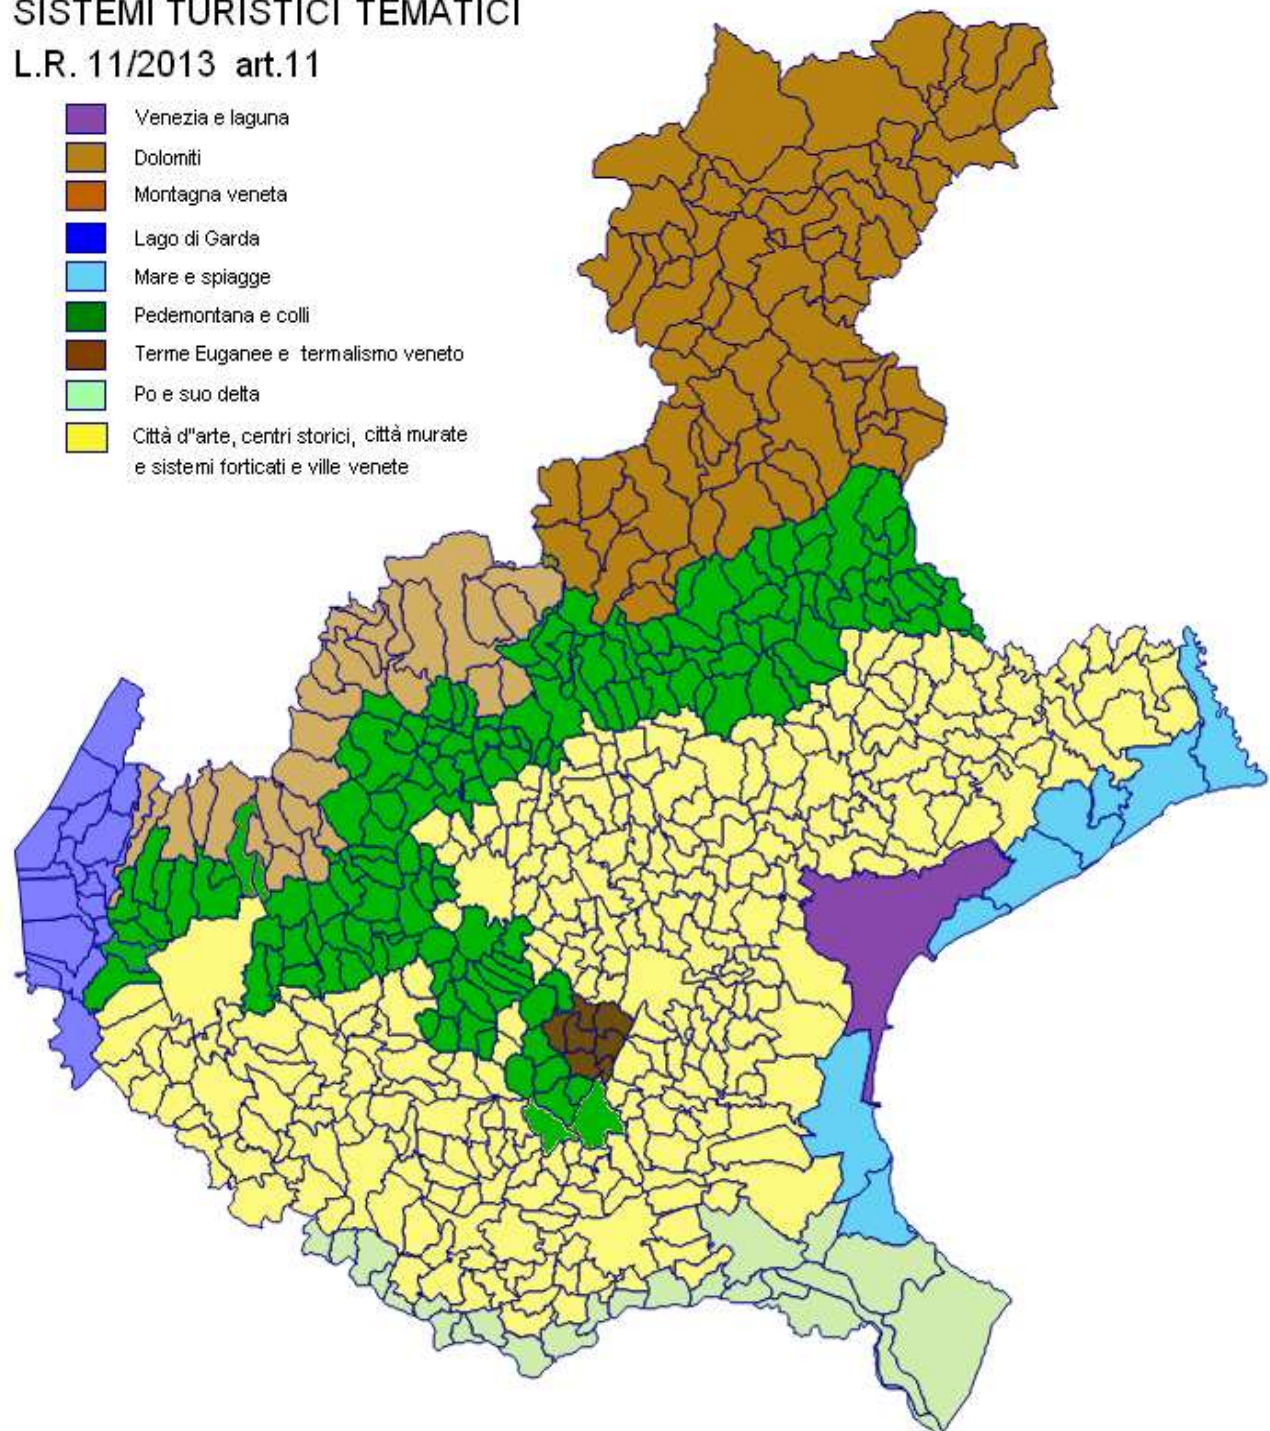 SISTEMI TURISTICI TEMATICI
L.R. 11/2013 art.11
Venezia e laguna
Dolomiti
Montagna veneta
Lago di Garda
Mare e spiagge
Pedemontana e colli
Terme Euganee e termalismo veneto
Po e suo delta
Città d"arte, centri storici, città murate
e sistemi forticati e ville venete